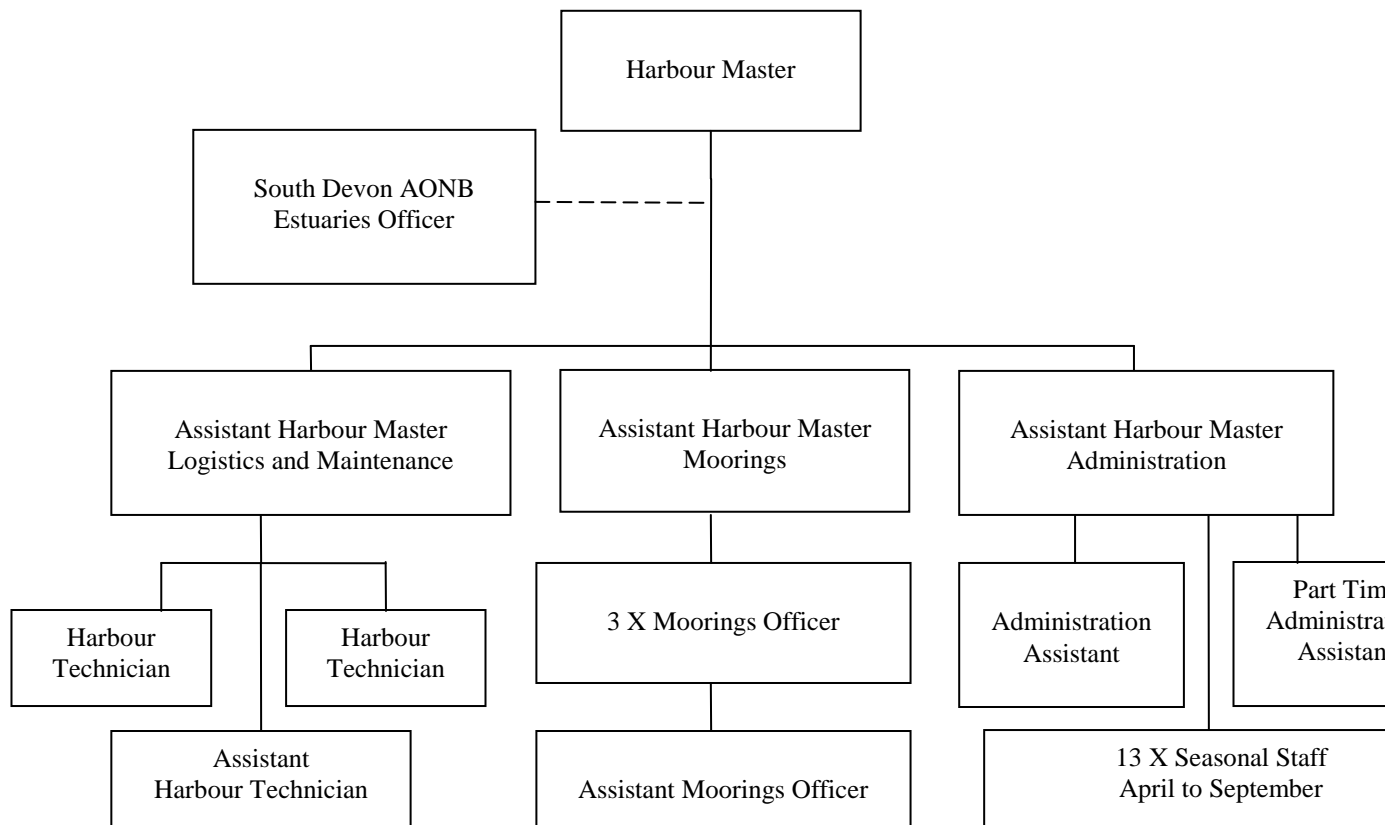 Harbour Master
South Devon AONB
Estuaries Officer
Assistant Harbour Master
Logistics and Maintenance
Assistant Harbour Master
Moorings
Assistant Harbour Master
Administration
Harbour
Technician
Harbour
Technician
3 X Moorings Officer
Administration
Assistant
Part
Assistant
Harbour Technician
Assistant Moorings Officer
13 X Seasonal Staff
April to September